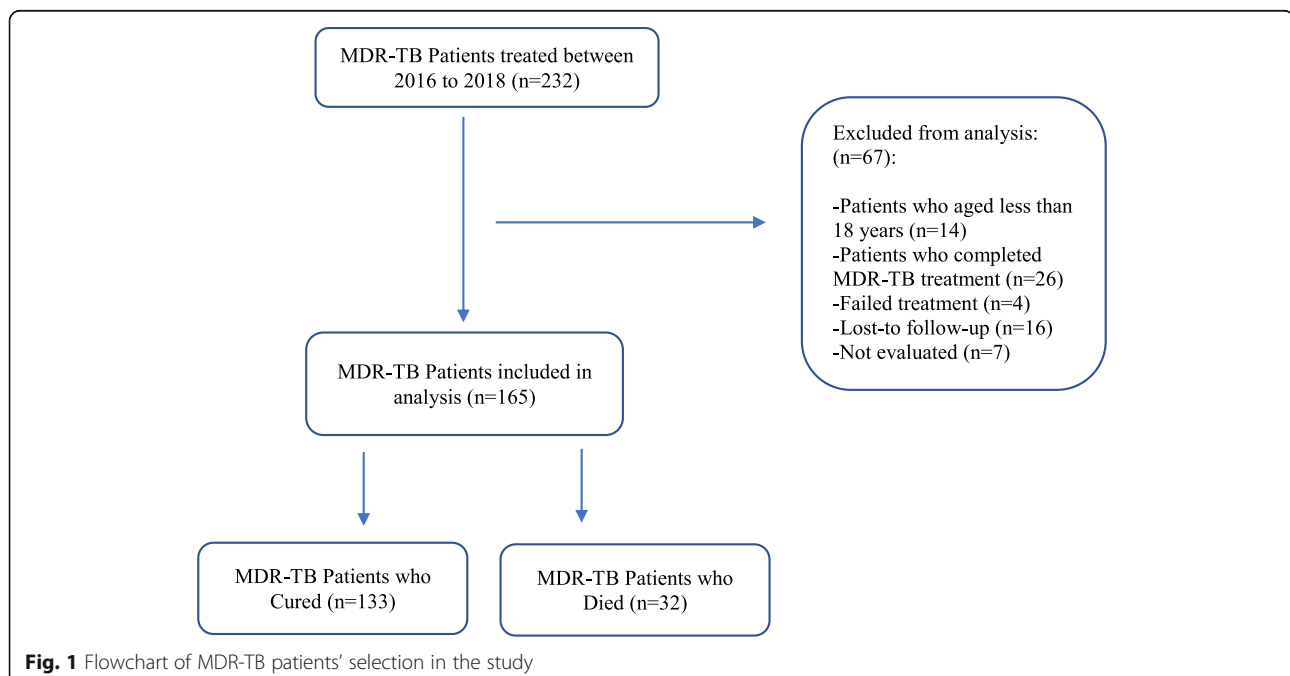 MDR-TB Patients treated between
2016 to 2018 (n=232)
Excluded from analysis:
(n=67):
-Patients who aged less than
18 years (n=14)
-Patients who completed
MDR-TB treatment (n=26)
-Failed treatment (n=4)
-Lost-to follow-up (n=16)
-Not evaluated (n=7)
MDR-TB Patients included in
analysis (n=165)
MDR-TB Patients who
Cured (n=133)
MDR-TB Patients who
Died (n=32)
Fig. 1 Flowchart of MDR-TB patients’ selection in the study